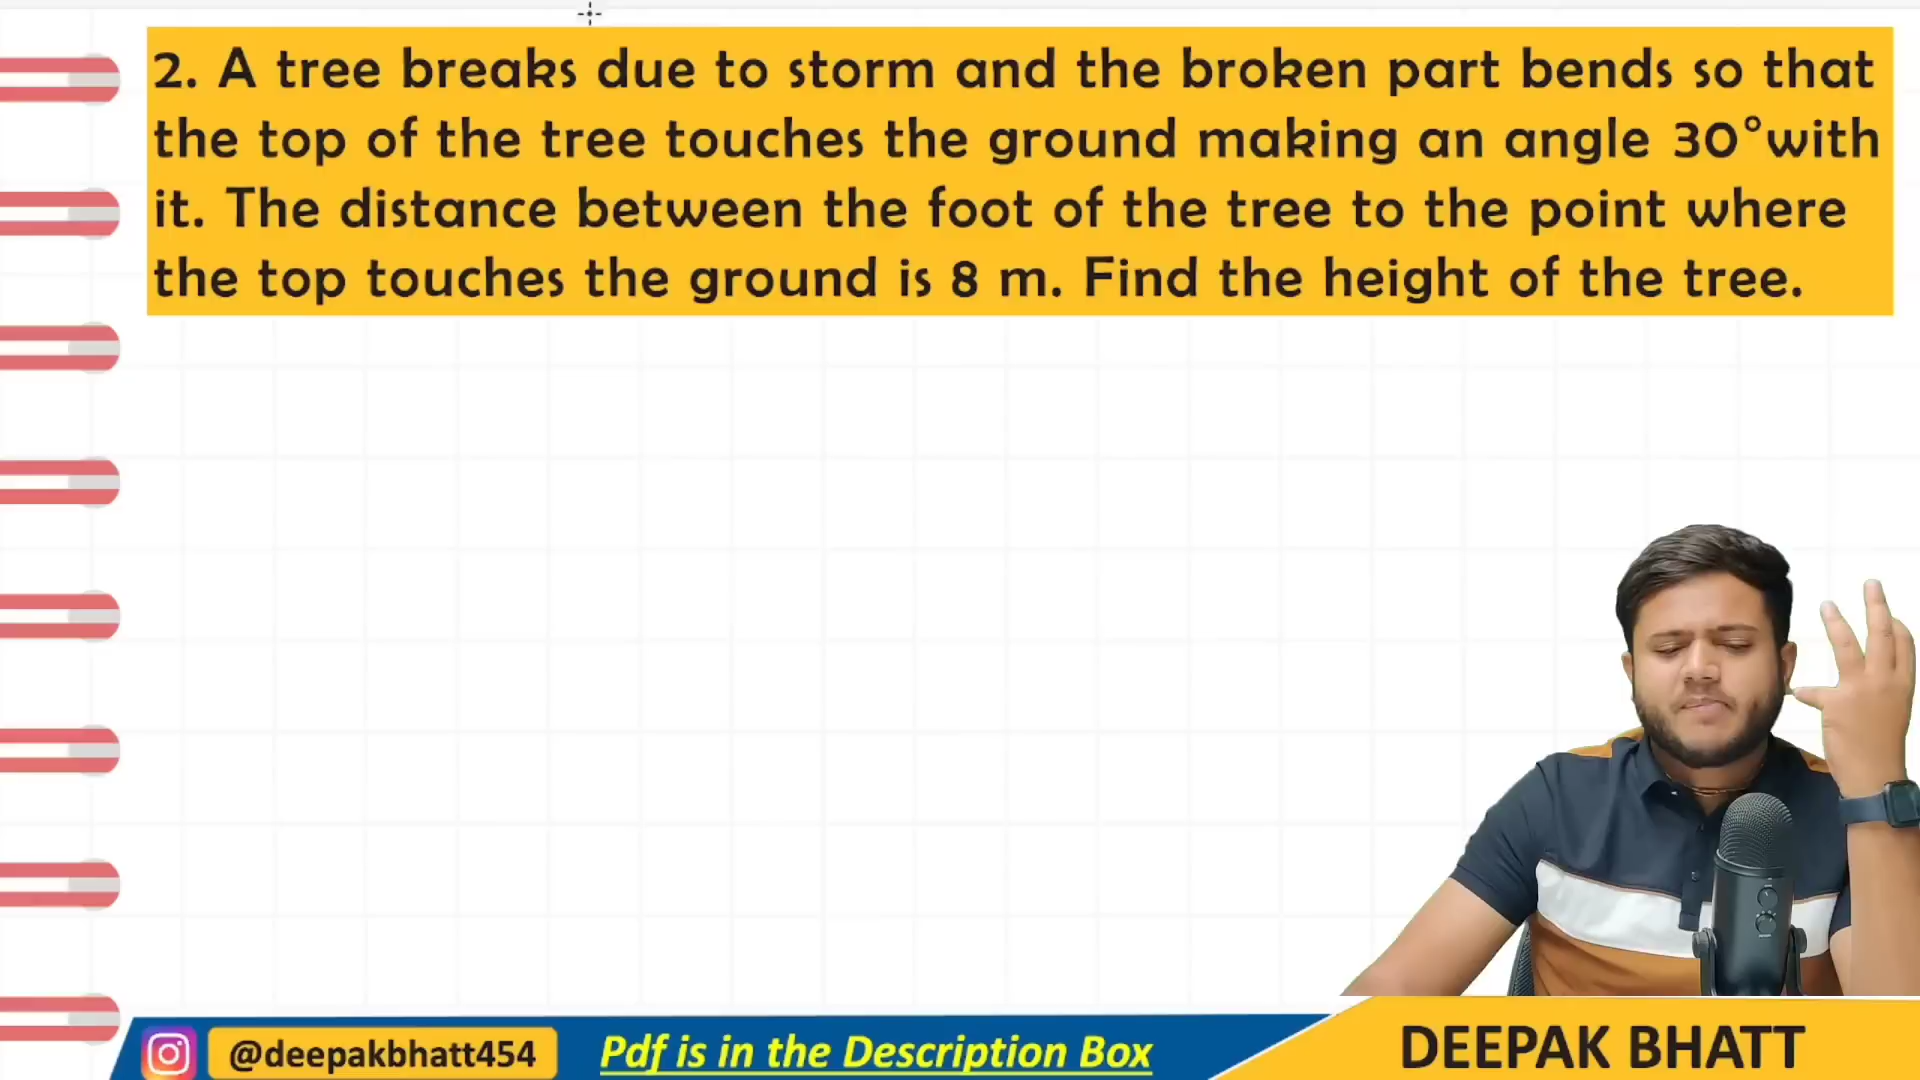 2. A tree breaks due to storm and the broken part bends so that
the top of the tree touches the ground making an angle 30°with
it. The distance between the foot of the tree to the point where
the top touches the ground is 8 m. Find the height of the tree.
@deepakbhatt454
Pdf is in the Description Box
DEEPAK BHATT